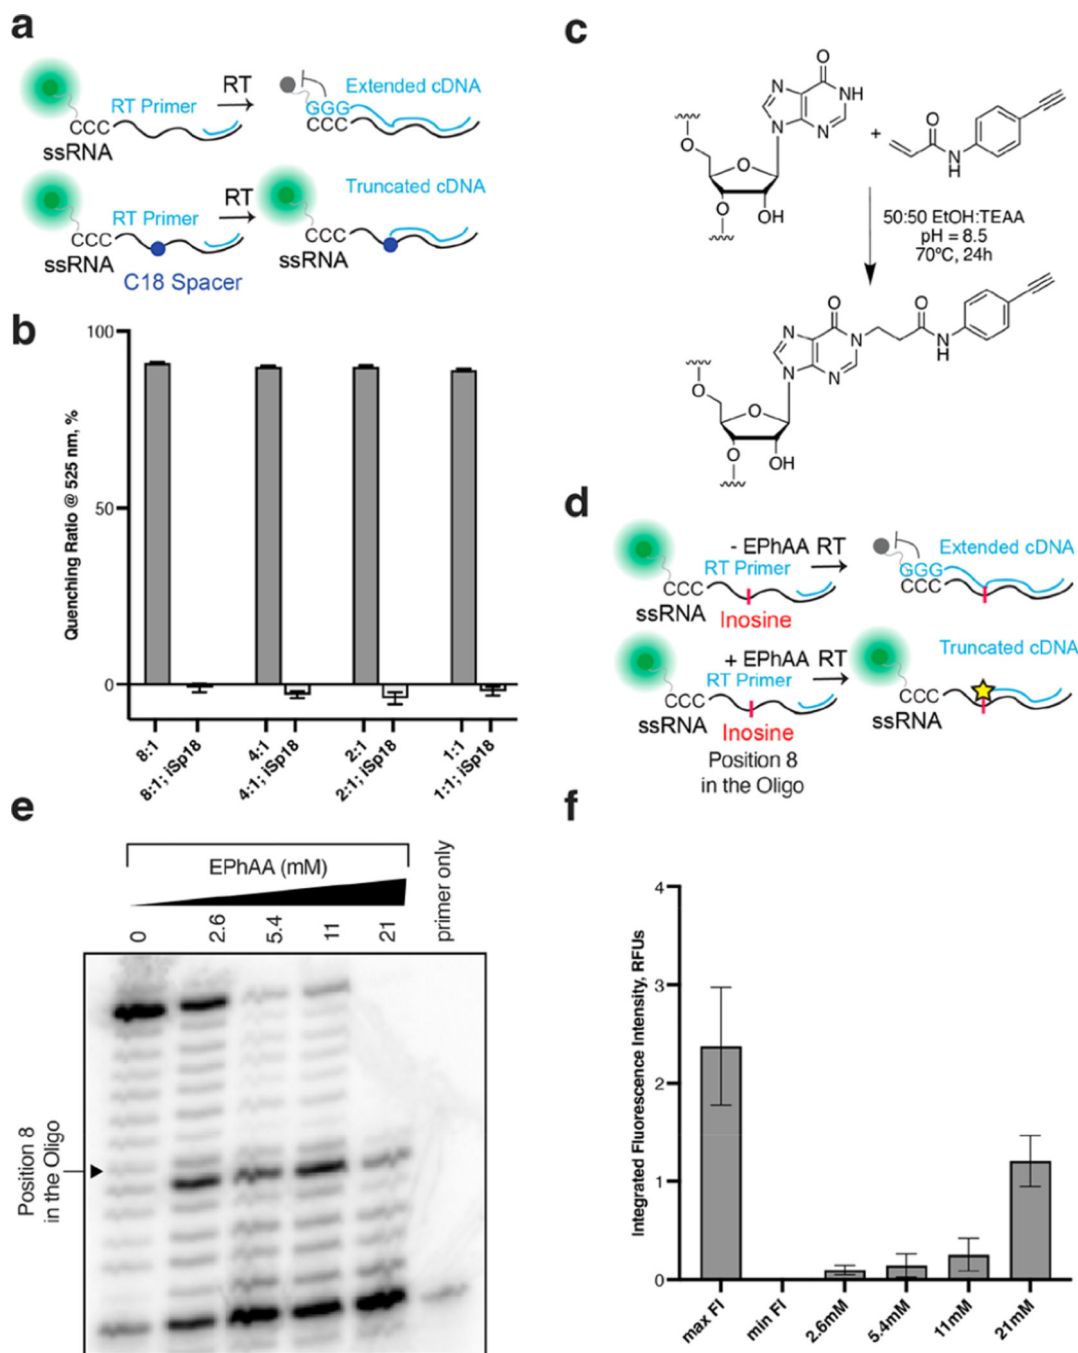 a
RT
RT Primer
GGG
Extended cDNA
CCC
CCC
ssRNA
RT
RT Primer
Truncated cDNA
CCC
CCC
ssRNA
ssRNA
C18 Spacer
b
Quenching Ratio @ 525 nm, %
100
50
0
8:1
8:1; iSp18
4:1
4:1; iSp18
2:1
2:1; iSp18
1:1
1:1; iSp18
c
O
N
NH
N
N
O
O
O
OH
+
O
N
H
50:50 EtOH:TEAA
pH = 8.5
70ºC, 24h
O
O
N
N
N
H
N
N
O
O
O
OH
d
- EPhAA RT
RT Primer
GGG
Extended cDNA
CCC
CCC
ssRNA
Inosine
+ EPhAA RT
RT Primer
Truncated cDNA
CCC
CCC
ssRNA
ssRNA
Inosine
Position 8
in the Oligo
e
EPhAA (mM)
0
2.6
5.4
11
21
primer only
Position 8
in the Oligo
f
Integrated Fluorescence Intensity, RFUs
4
3
2
1
0
max FI
min FI
2.6mM
5.4mM
11mM
21mM